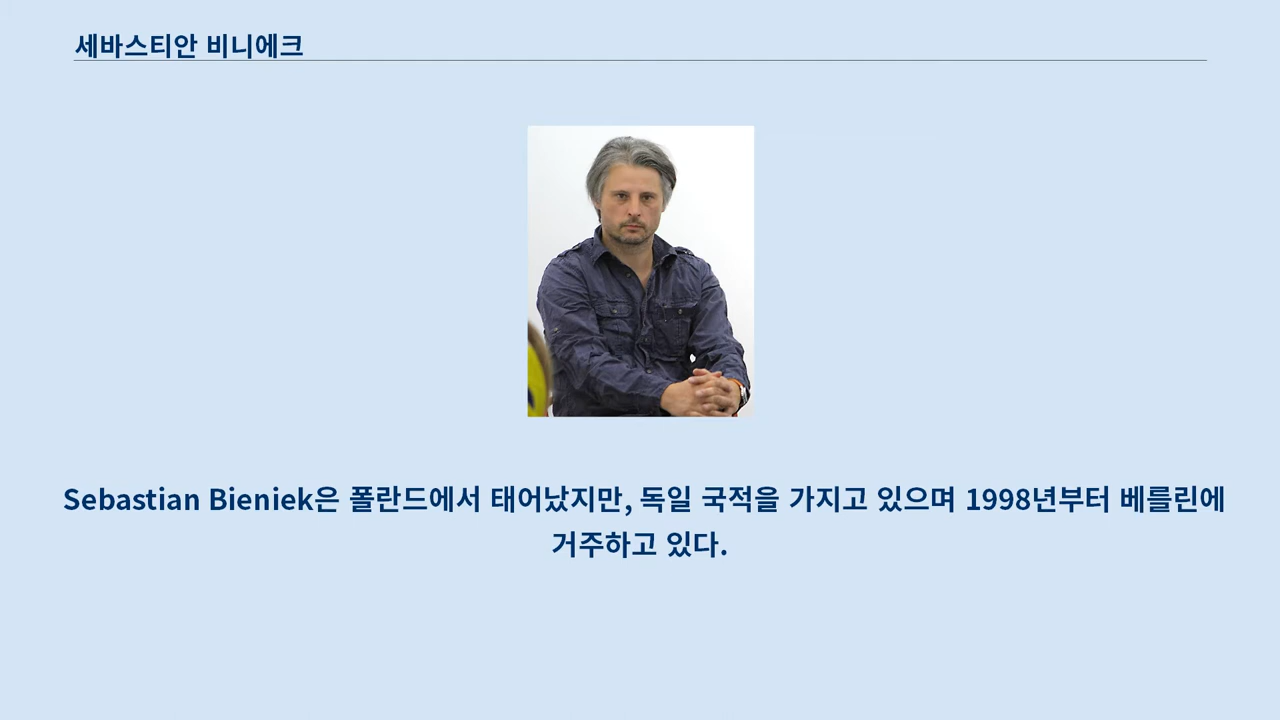 세바스티안 비니에크
Sebastian Bieniek은 폴란드에서 태어났지만, 독일 국적을 가지고 있으며 1998년부터 베를린에
거주하고 있다.